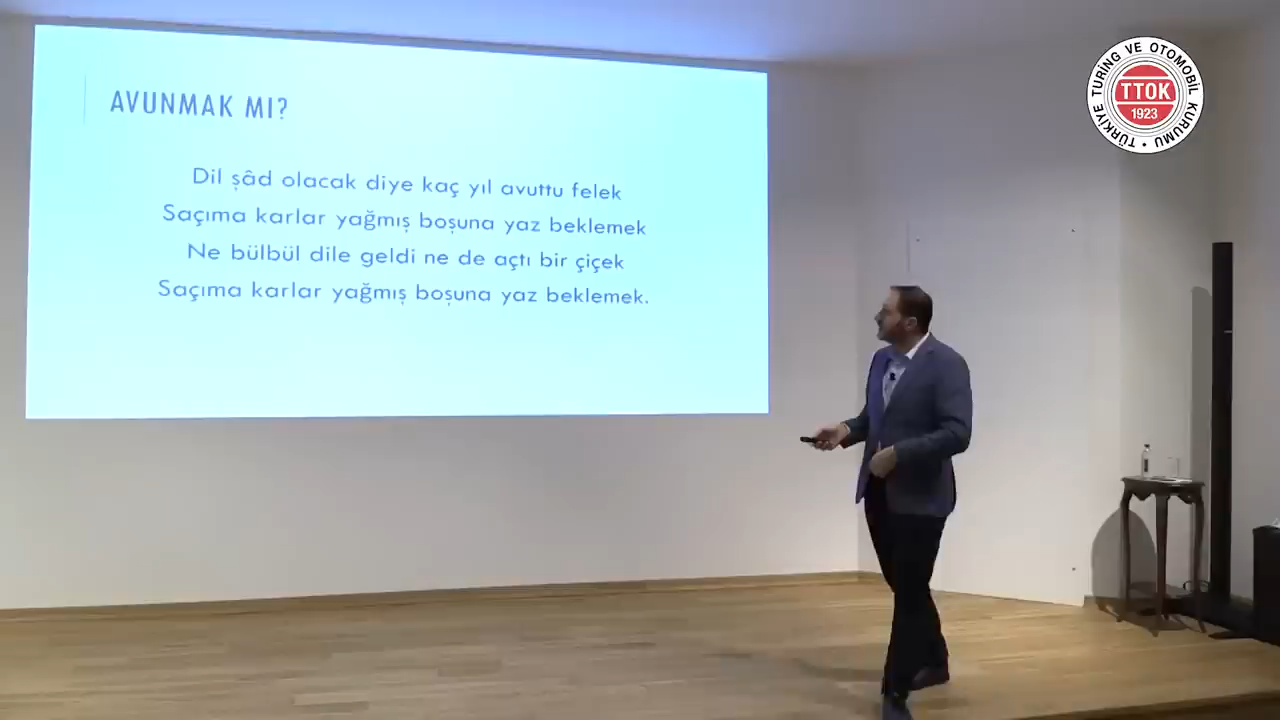 AVUNMAK MI?
Dil şâd olacak diye kaç yıl avuttu felek
Saçıma karlar yağmış boşuna yaz beklemek
Ne bülbül dile geldi ne de açtı bir çiçek
Saçıma karlar yağmış boşuna yaz beklemek.
TÜRKİYE TURİNG VE OTOMOBİL KURUMU •
TTOK
1923